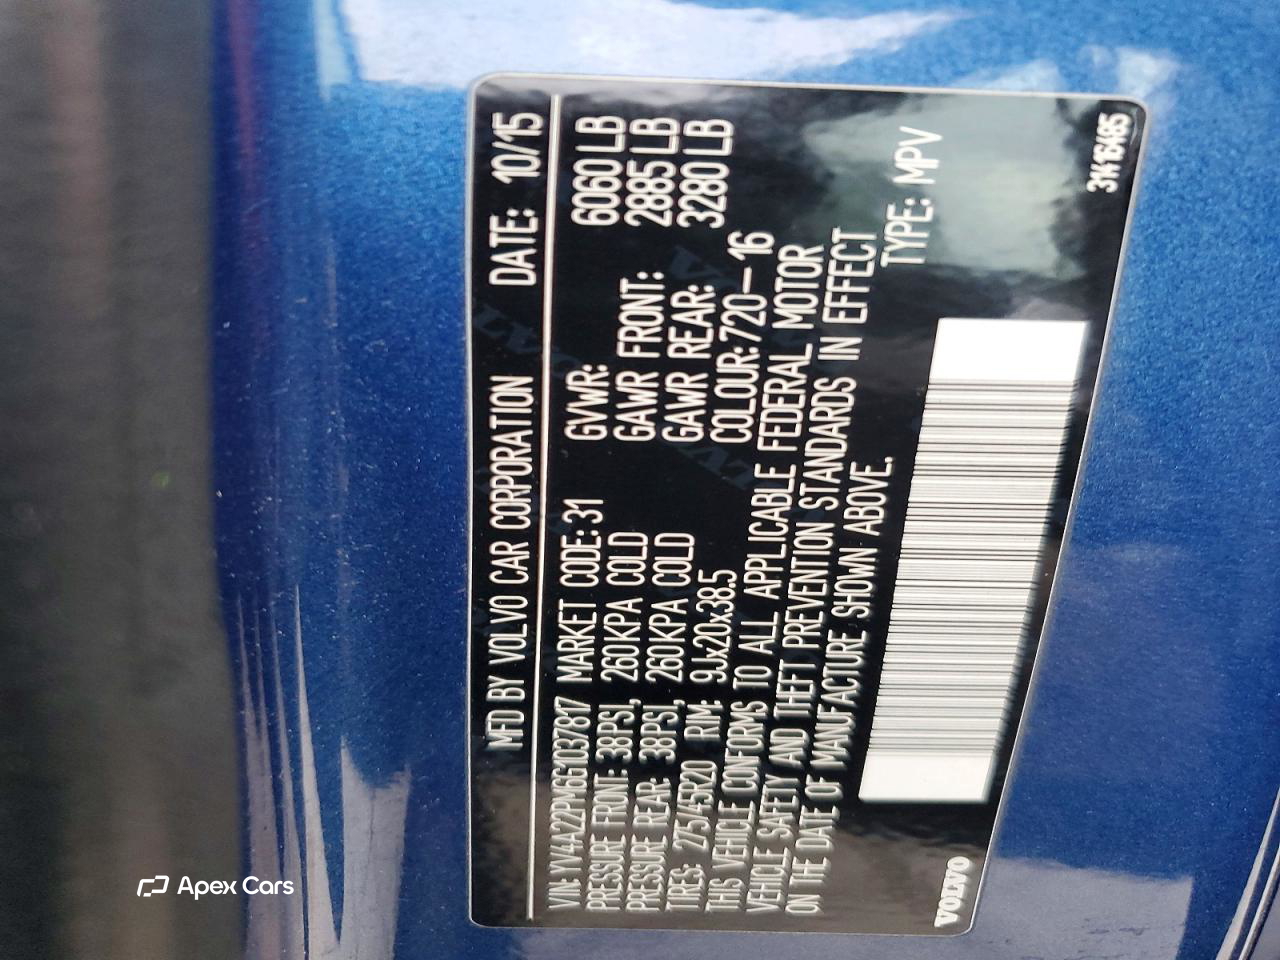 MFD BY VOLVO CAR CORPORATION DATE: 10/15
VIN: YV4A22PM6G1037817 MARKET CODE: 31 GVWR: 6060 LB
PRESSURE FRONT: 38PSI, 260KPA COLD GAWR FRONT: 2885 LB
PRESSURE REAR: 38PSI, 260KPA COLD GAWR REAR: 3280 LB
TIRES: 275/45R20 RIM: 9Jx20x38.5 COLOUR: 720-16
THIS VEHICLE CONFORMS TO ALL APPLICABLE FEDERAL MOTOR
VEHICLE SAFETY AND THEFT PREVENTION STANDARDS IN EFFECT
ON THE DATE OF MANUFACTURE SHOWN ABOVE.
TYPE: MPV
VOLVO
31416485
Apex Cars